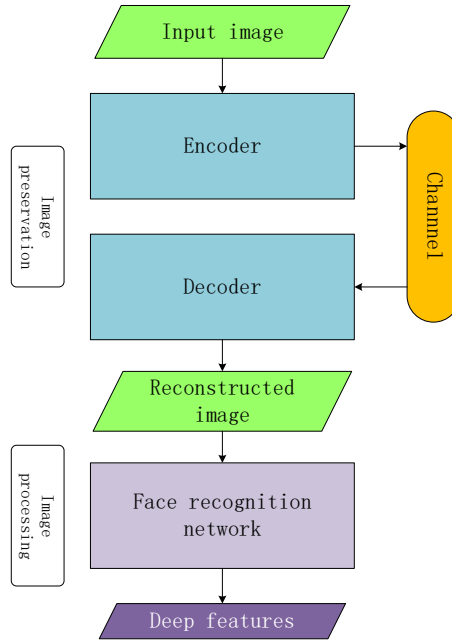 Input image
Encoder
Channnel
Image
preservation
Decoder
Reconstructed
image
Image
processing
Face recognition
network
Deep features